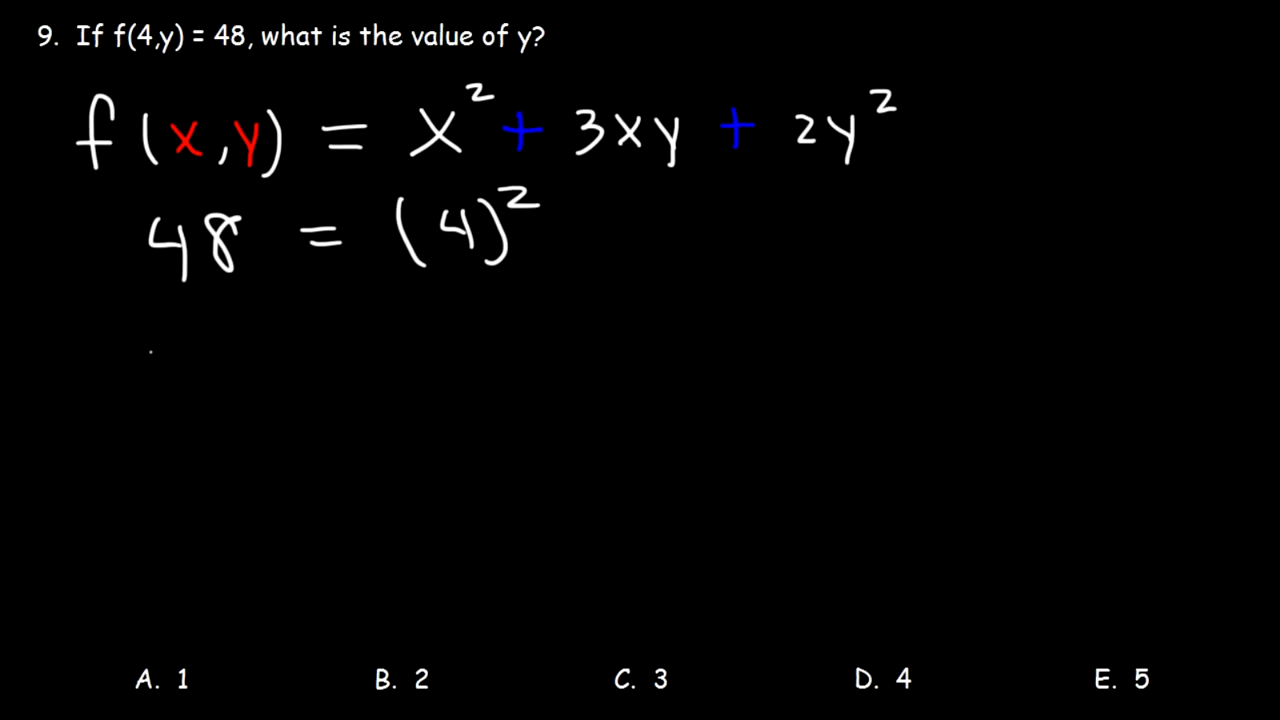 9. If f(4,y) = 48, what is the value of y?
f(x,y) = x² + 3xy + 2y²
48 = (4)²
A. 1 B. 2 C. 3 D. 4 E. 5